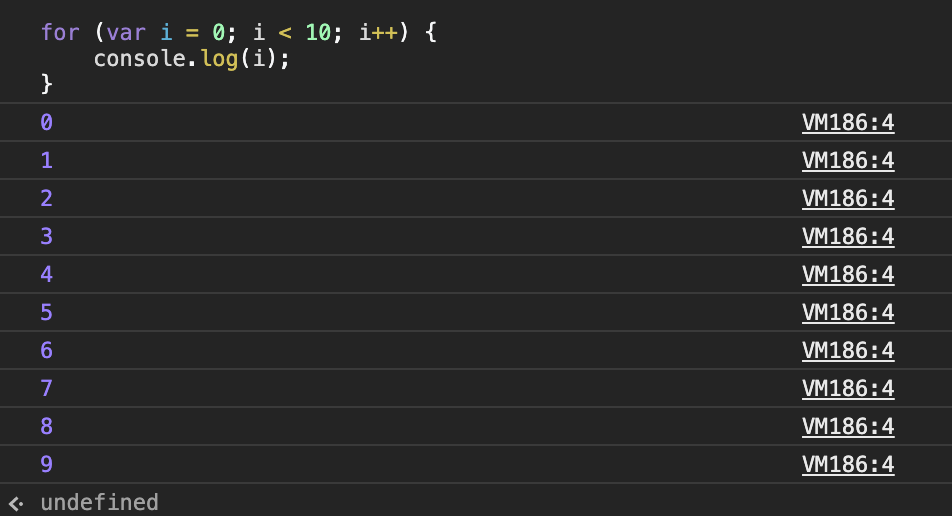 for (var i = 0; i < 10; i++) {
    console.log(i);
}
0 VM186:4
1 VM186:4
2 VM186:4
3 VM186:4
4 VM186:4
5 VM186:4
6 VM186:4
7 VM186:4
8 VM186:4
9 VM186:4
undefined